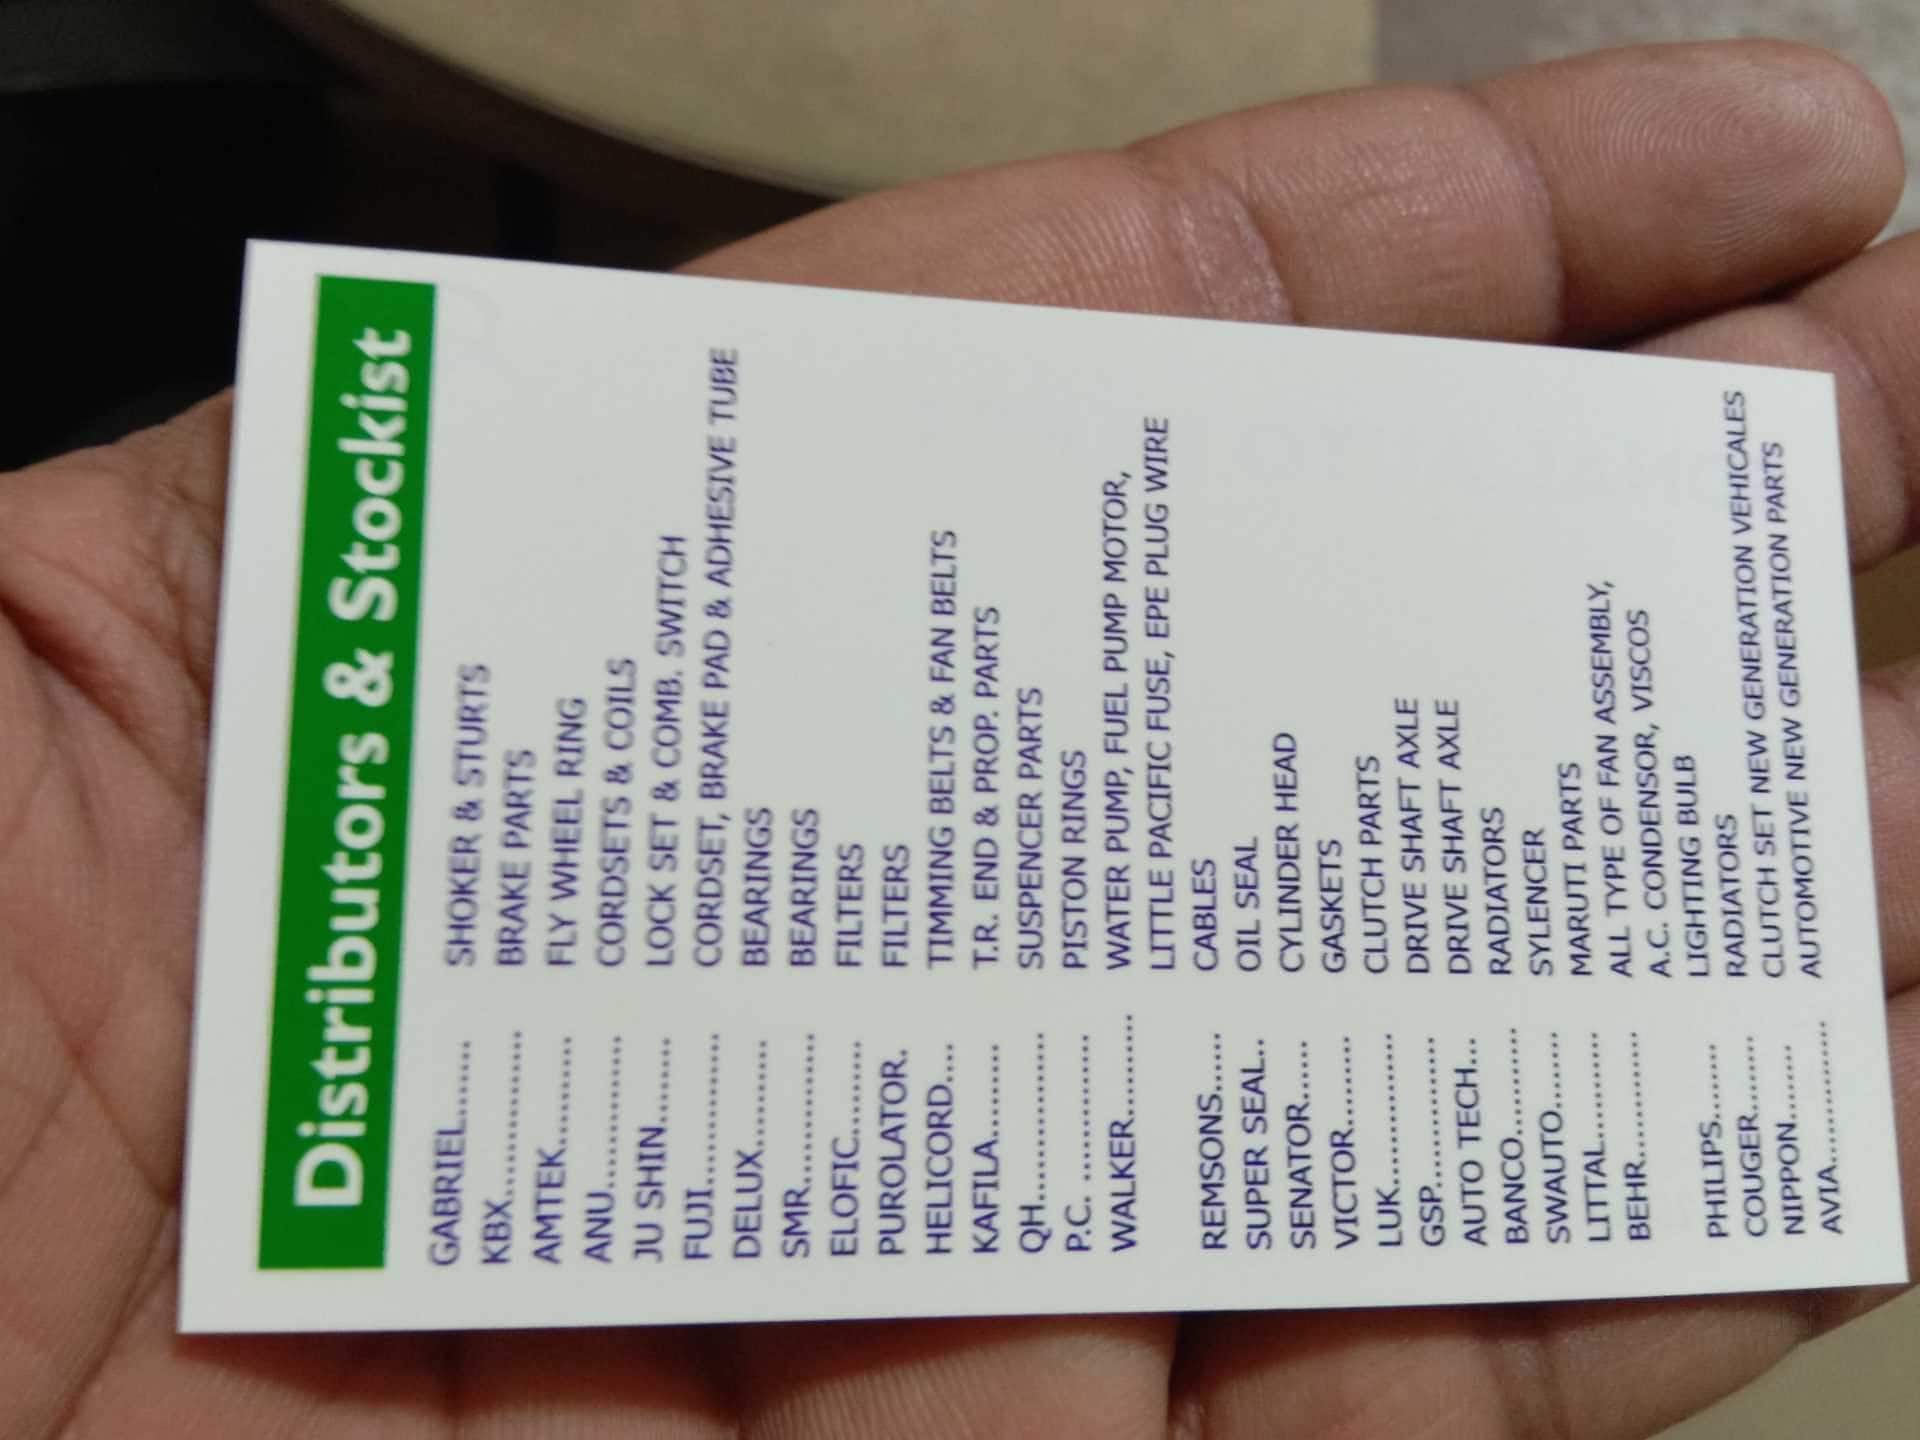 Distributors & Stockist
GABRIEL....... SHOKER & STURTS
KBX............... BRAKE PARTS
AMTEK........... FLY WHEEL RING
ANU............... CORDSETS & COILS
JU SHIN......... LOCK SET & COMB. SWITCH
FUJI............... CORDSET, BRAKE PAD & ADHESIVE TUBE
DELUX........... BEARINGS
SMR............... BEARINGS
ELOFIC........... FILTERS
PUROLATOR. FILTERS
HELICORD.... TIMMING BELTS & FAN BELTS
KAFILA......... T.R. END & PROP. PARTS
QH................ SUSPENCER PARTS
P.C. .............. PISTON RINGS
WALKER.......... WATER PUMP, FUEL PUMP MOTOR,
LITTLE PACIFIC FUSE, EPE PLUG WIRE
REMSONS...... CABLES
SUPER SEAL.. OIL SEAL
SENATOR...... CYLINDER HEAD
VICTOR......... GASKETS
LUK............... CLUTCH PARTS
GSP............... DRIVE SHAFT AXLE
AUTO TECH... DRIVE SHAFT AXLE
BANCO........... RADIATORS
SWAUTO........ SYLENCER
LITTAL........... MARUTI PARTS
BEHR............. ALL TYPE OF FAN ASSEMBLY,
A.C. CONDENSOR, VISCOS
PHILIPS........ LIGHTING BULB
COUGER........ RADIATORS
NIPPON....... CLUTCH SET NEW GENERATION VEHICALES
AVIA............. AUTOMOTIVE NEW GENERATION PARTS